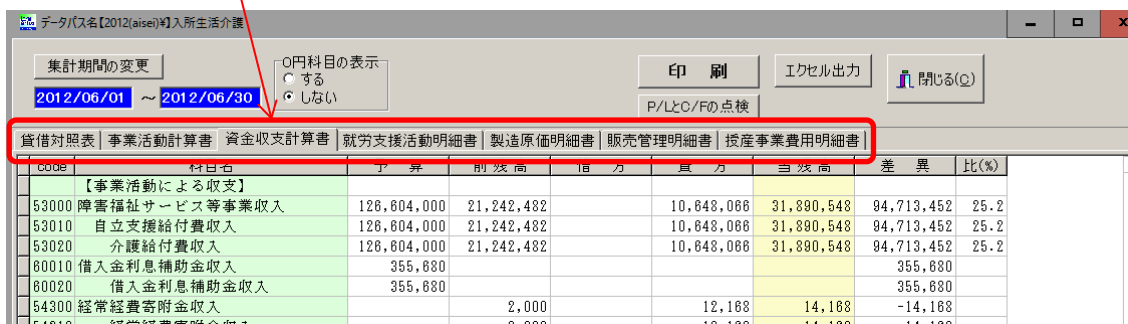 データパス名【2012(aisei)¥】入所生活介護
集計期間の変更
0円科目の表示
する
しない
2012/06/01 ～ 2012/06/30
印 刷
エクセル出力
閉じる(C)
P/LとC/Fの点検
貸借対照表 事業活動計算書 資金収支計算書 就労支援活動明細書 製造原価明細書 販売管理明細書 授産事業費用明細書
code 科目名 予 算 前残高 借 方 貸 方 当残高 差 異 比(%)
【事業活動による収支】
53000 障害福祉サービス等事業収入 126,604,000 21,242,482 10,648,066 31,890,548 94,713,452 25.2
53010 自立支援給付費収入 126,604,000 21,242,482 10,648,066 31,890,548 94,713,452 25.2
53020 介護給付費収入 126,604,000 21,242,482 10,648,066 31,890,548 94,713,452 25.2
60010 借入金利息補助金収入 355,680 355,680
60020 借入金利息補助金収入 355,680 355,680
54300 経常経費寄附金収入 2,000 12,168 14,168 -14,168